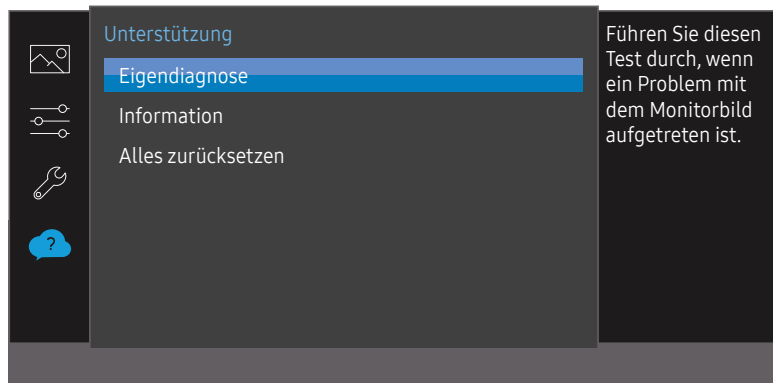 Unterstützung
Eigendiagnose
Information
Alles zurücksetzen
Führen Sie diesen
Test durch, wenn
ein Problem mit
dem Monitorbild
aufgetreten ist.
?